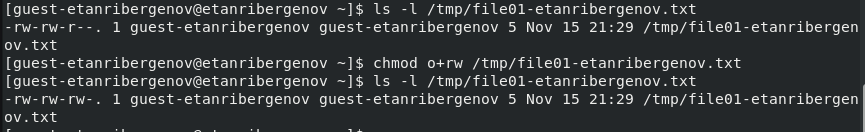 [guest-etanribergenov@etanribergenov ~]$ ls -l /tmp/file01-etanribergenov.txt
-rw-rw-r--. 1 guest-etanribergenov guest-etanribergenov 5 Nov 15 21:29 /tmp/file01-etanribergen
ov.txt
[guest-etanribergenov@etanribergenov ~]$ chmod o+rw /tmp/file01-etanribergenov.txt
[guest-etanribergenov@etanribergenov ~]$ ls -l /tmp/file01-etanribergenov.txt
-rw-rw-rw-. 1 guest-etanribergenov guest-etanribergenov 5 Nov 15 21:29 /tmp/file01-etanribergen
ov.txt